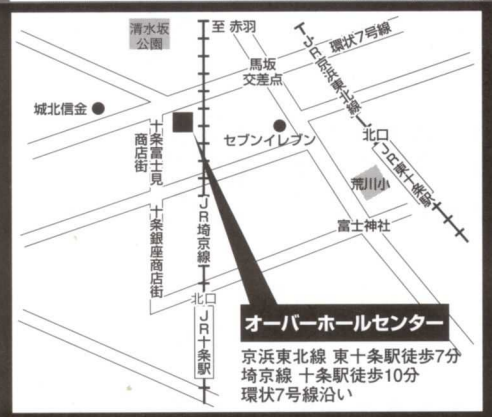 清水坂
公園
至 赤羽
JR京浜東北線
環状7号線
馬坂
交差点
城北信金
セブンイレブン
北口
JR東十条駅
荒川小
十条富士見
商店街
十条銀座商店街
JR埼京線
富士神社
北口
JR十条駅
オーバーホールセンター
京浜東北線 東十条駅徒歩7分
埼京線 十条駅徒歩10分
環状7号線沿い